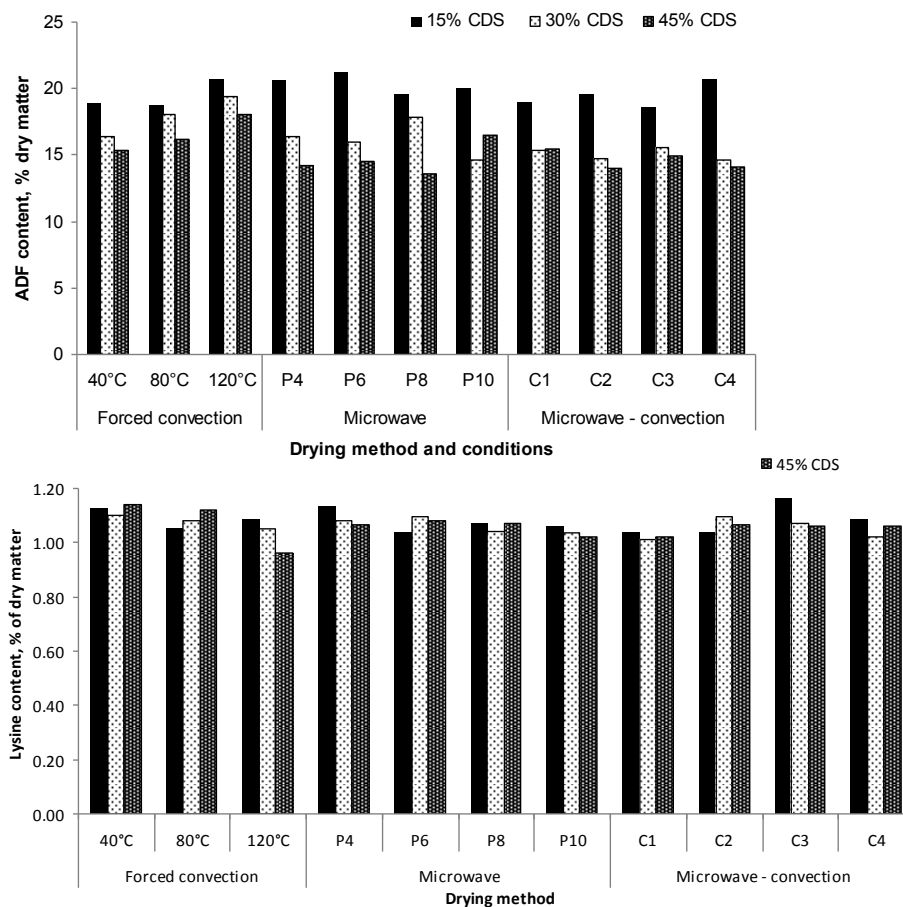 15% CDS 30% CDS 45% CDS
25
20
15
10
5
0
ADF content, % dry matter
40°C 80°C 120°C P4 P6 P8 P10 C1 C2 C3 C4
Forced convection Microwave Microwave - convection
Drying method and conditions
45% CDS
1.20
1.00
0.80
0.60
0.40
0.20
0.00
Lysine content, % of dry matter
40°C 80°C 120°C P4 P6 P8 P10 C1 C2 C3 C4
Forced convection Microwave Microwave - convection
Drying method